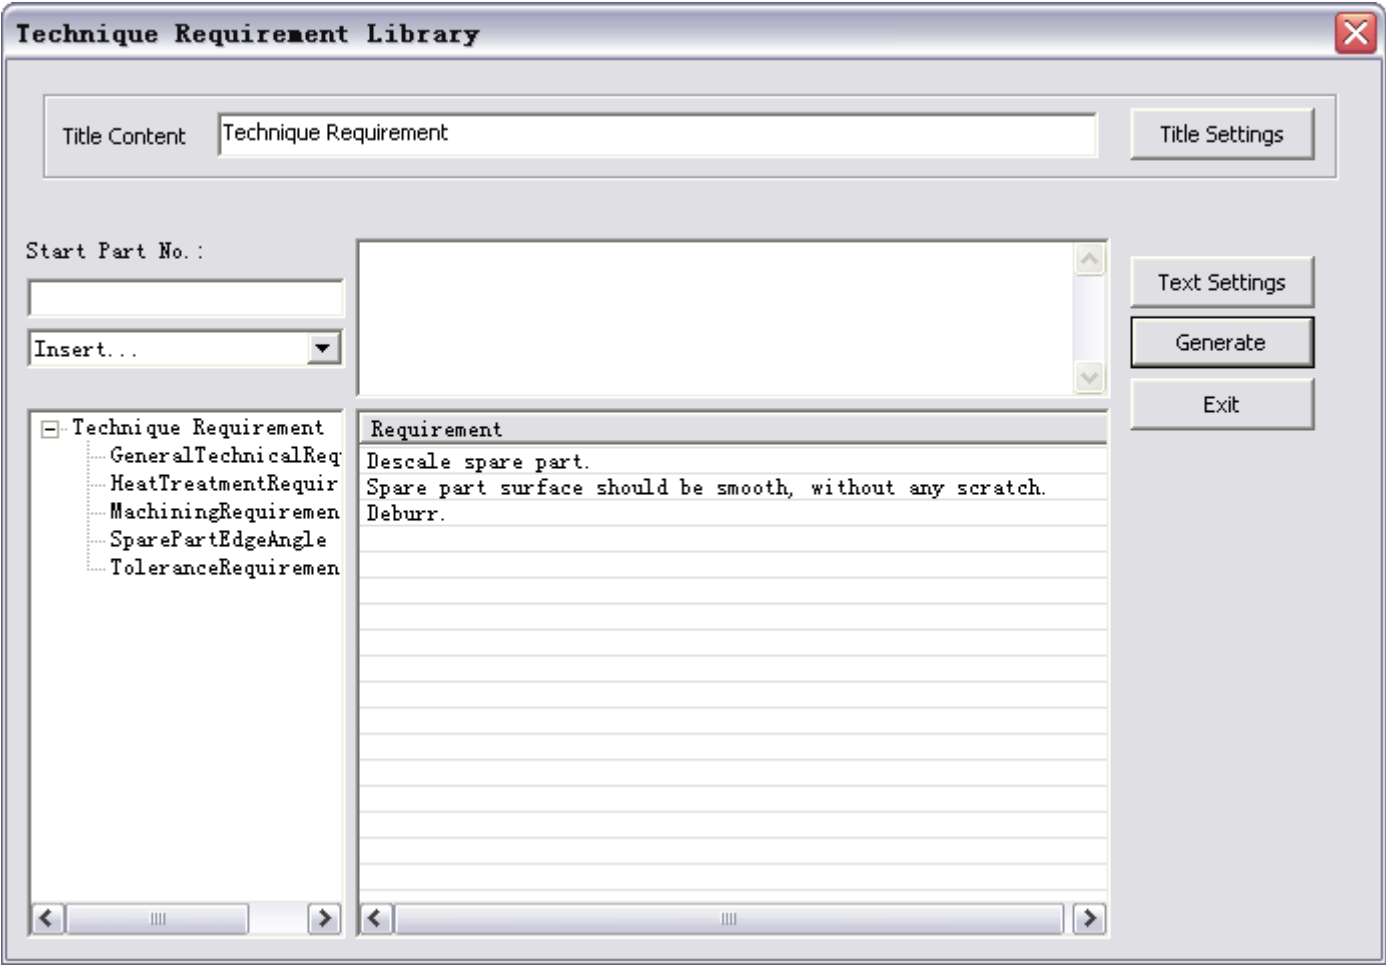 Technique Requirement Library
Title Content
Technique Requirement
Title Settings
Start Part No.:
Insert...
Text Settings
Generate
Exit
Technique Requirement
GeneralTechnicalReq
HeatTreatmentRequir
MachiningRequiremen
SparePartEdgeAngle
ToleranceRequiremen
Requirement
Descale spare part.
Spare part surface should be smooth, without any scratch.
Deburr.